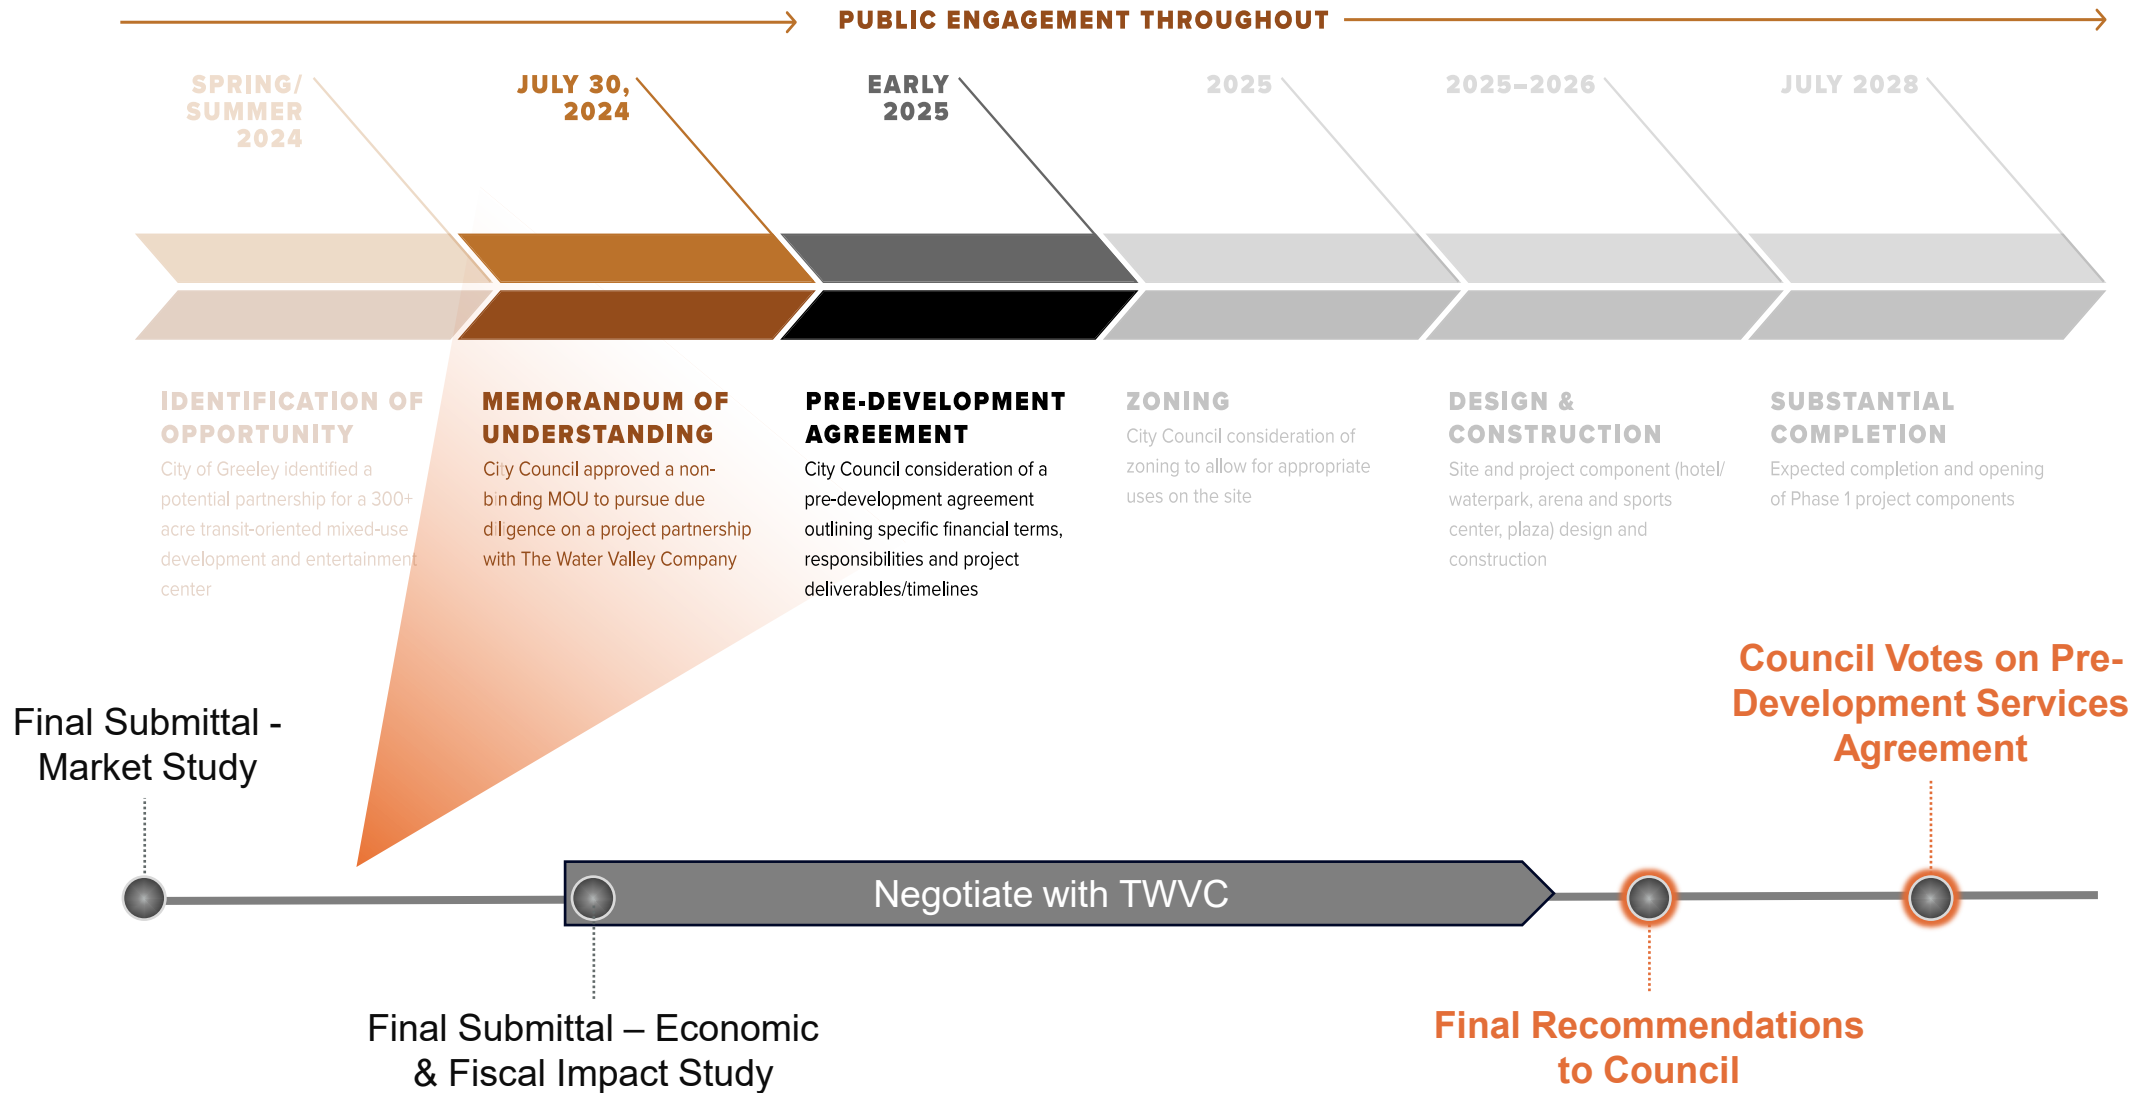 PUBLIC ENGAGEMENT THROUGHOUT
SPRING/
SUMMER
2024
JULY 30,
2024
EARLY
2025
2025
2025–2026
JULY 2028
IDENTIFICATION OF
OPPORTUNITY
City of Greeley identified a
potential partnership for a 300+
acre transit-oriented mixed-use
development and entertainment
center
MEMORANDUM OF
UNDERSTANDING
City Council approved a non-
binding MOU to pursue due
diligence on a project partnership
with The Water Valley Company
PRE-DEVELOPMENT
AGREEMENT
City Council consideration of a
pre-development agreement
outlining specific financial terms,
responsibilities and project
deliverables/timelines
ZONING
City Council consideration of
zoning to allow for appropriate
uses on the site
DESIGN &
CONSTRUCTION
Site and project component (hotel/
waterpark, arena and sports
center, plaza) design and
construction
SUBSTANTIAL
COMPLETION
Expected completion and opening
of Phase 1 project components
Final Submittal -
Market Study
Council Votes on Pre-
Development Services
Agreement
Negotiate with TWVC
Final Submittal – Economic
& Fiscal Impact Study
Final Recommendations
to Council